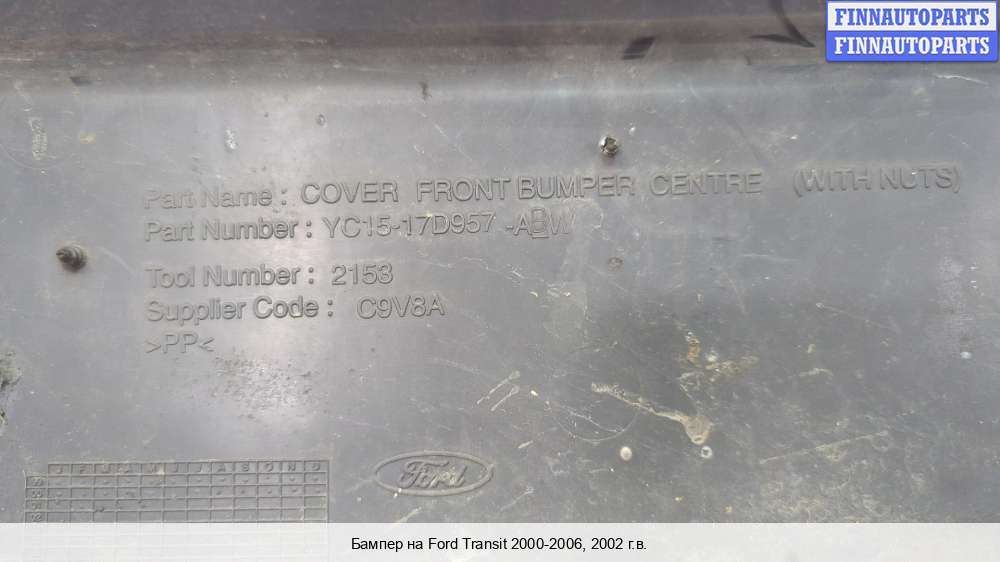 FINNAUTOPARTS
FINNAUTOPARTS
Part Name : COVER FRONT BUMPER CENTRE (WITH NUTS)
Part Number : YC15-17D957 -ABW
Tool Number : 2153
Supplier Code : C9V8A
>PP<
J F M A M J J A S O N D
Ford
Бампер на Ford Transit 2000-2006, 2002 г.в.